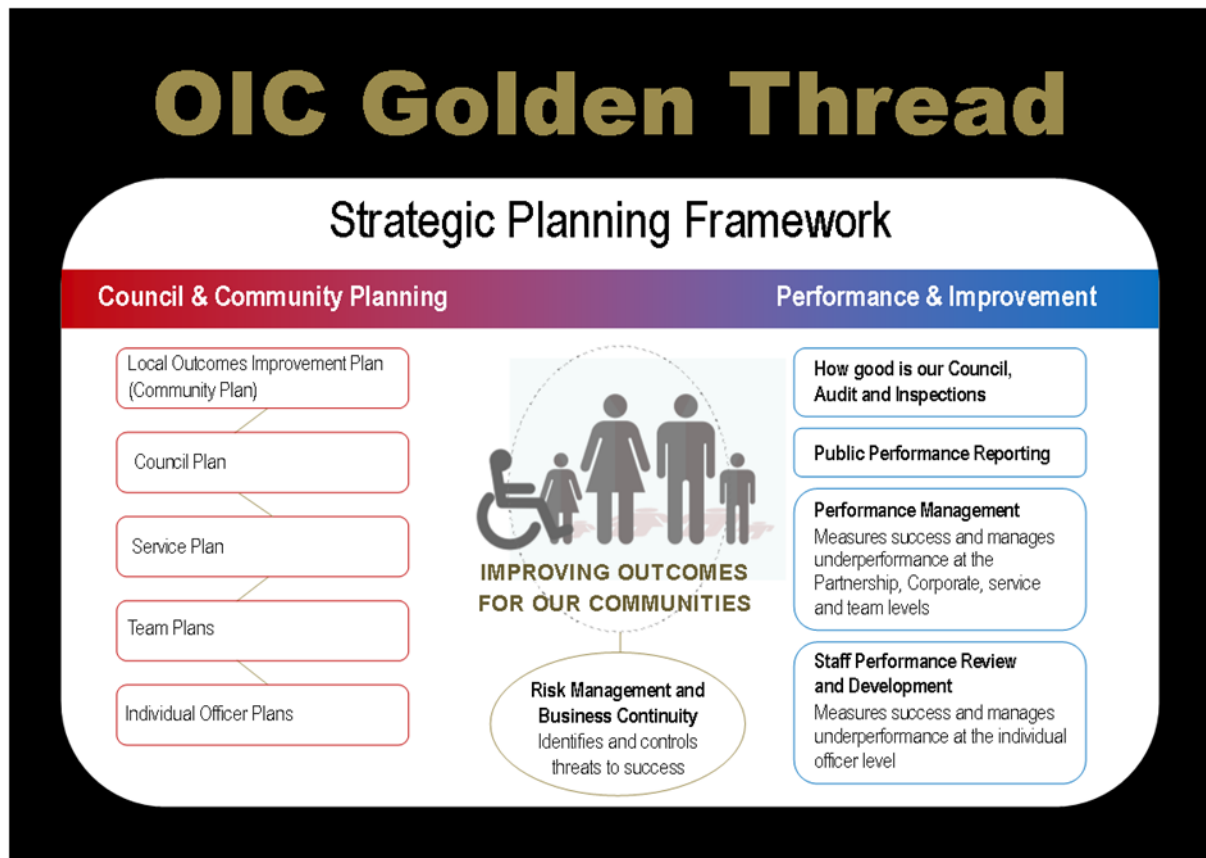 OIC Golden Thread
Strategic Planning Framework
Council & Community Planning
Performance & Improvement
Local Outcomes Improvement Plan
(Community Plan)
Council Plan
Service Plan
Team Plans
Individual Officer Plans
IMPROVING OUTCOMES
FOR OUR COMMUNITIES
Risk Management and
Business Continuity
Identifies and controls
threats to success
How good is our Council,
Audit and Inspections
Public Performance Reporting
Performance Management
Measures success and manages
underperformance at the
Partnership, Corporate, service
and team levels
Staff Performance Review
and Development
Measures success and manages
underperformance at the individual
officer level